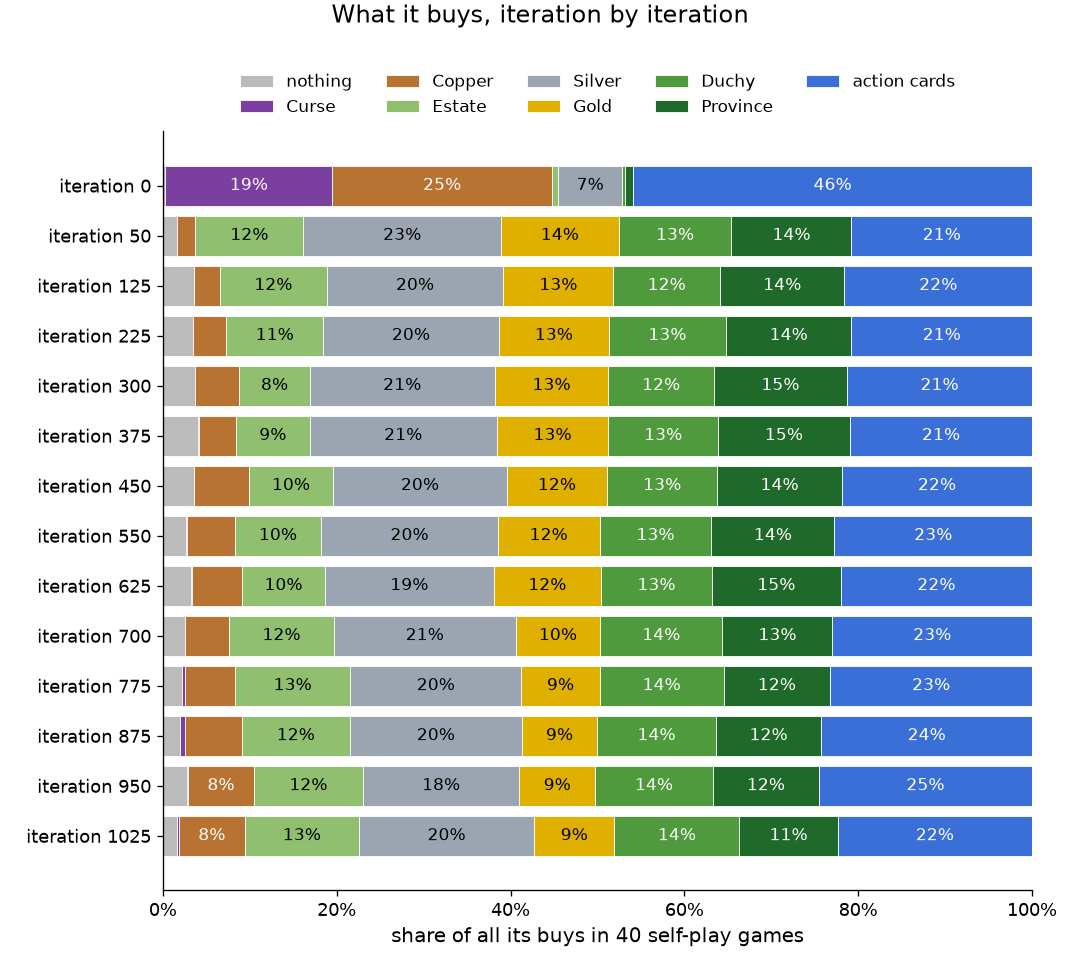 What it buys, iteration by iteration
nothing Copper Silver Duchy action cards
Curse Estate Gold Province
iteration 0 19% 25% 7% 46%
iteration 50 12% 23% 14% 13% 14% 21%
iteration 125 12% 20% 13% 12% 14% 22%
iteration 225 11% 20% 13% 13% 14% 21%
iteration 300 8% 21% 13% 12% 15% 21%
iteration 375 9% 21% 13% 13% 15% 21%
iteration 450 10% 20% 12% 13% 14% 22%
iteration 550 10% 20% 12% 13% 14% 23%
iteration 625 10% 19% 12% 13% 15% 22%
iteration 700 12% 21% 10% 14% 13% 23%
iteration 775 13% 20% 9% 14% 12% 23%
iteration 875 12% 20% 9% 14% 12% 24%
iteration 950 8% 12% 18% 9% 14% 12% 25%
iteration 1025 8% 13% 20% 9% 14% 11% 22%
0% 20% 40% 60% 80% 100%
share of all its buys in 40 self-play games